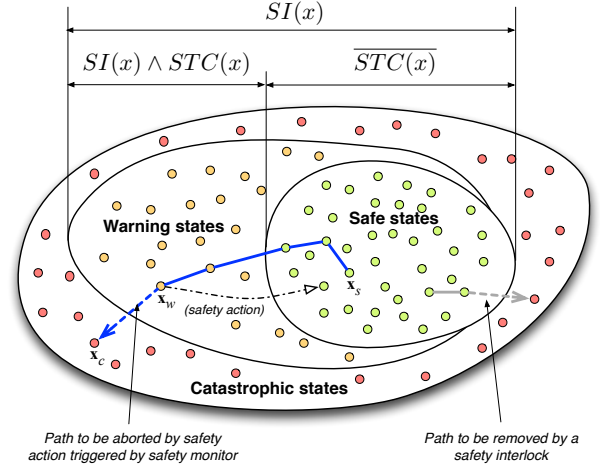 SI(x)
SI(x) ∧ STC(x)
\overline{STC(x)}
Warning states
Safe states
x_w
(safety action)
x_s
x_c
Catastrophic states
Path to be aborted by safety
action triggered by safety monitor
Path to be removed by a
safety interlock